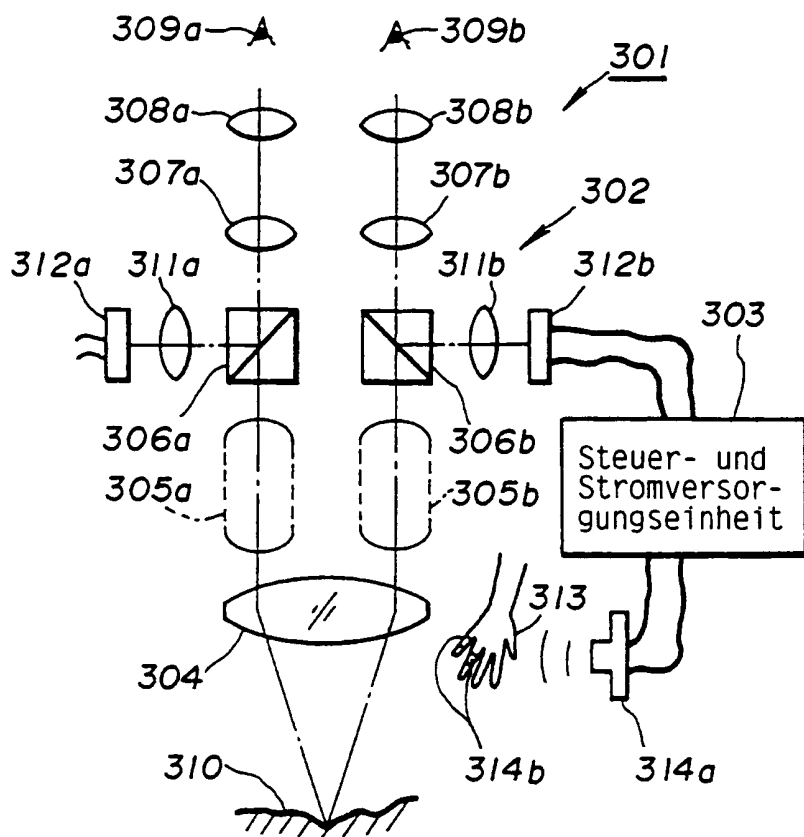 309a
309b
301
308a
308b
307a
307b
302
312a
311a
311b
312b
303
306a
306b
Steuer- und
Stromversor-
gungseinheit
305a
305b
313
304
310
314b
314a